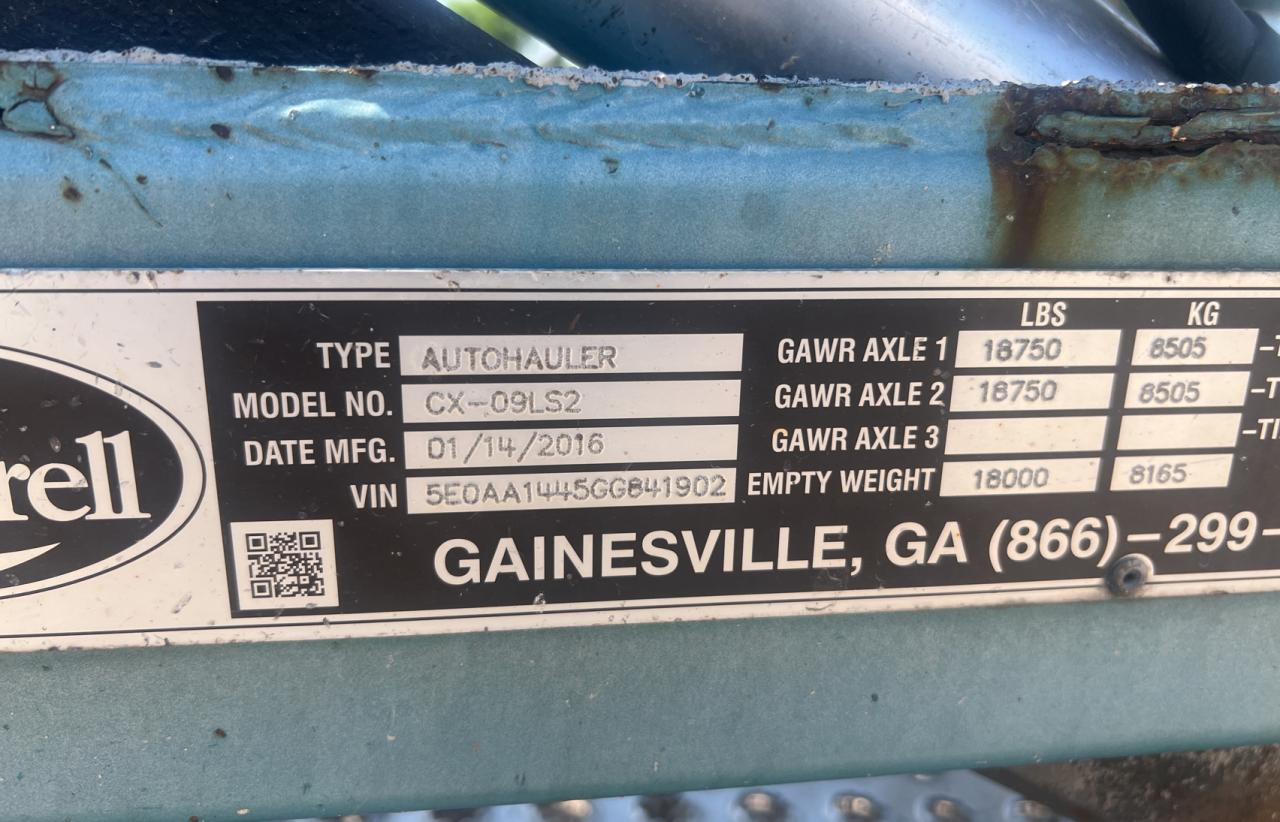 rell
TYPE AUTOHAULER
MODEL NO. CX-09LS2
DATE MFG. 01/14/2016
VIN 5E0AA1445GG841902
LBS KG
GAWR AXLE 1 18750 8505 -T
GAWR AXLE 2 18750 8505 -T
GAWR AXLE 3 -TI
EMPTY WEIGHT 18000 8165
GAINESVILLE, GA (866)-299-